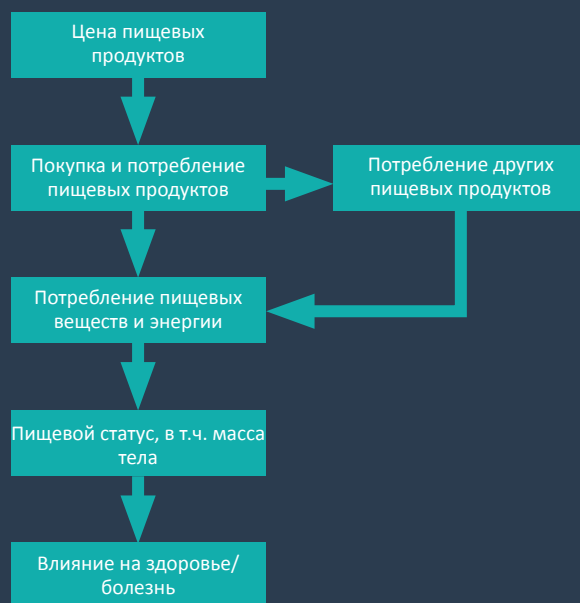 Цена пищевых
продуктов
Покупка и потребление
пищевых продуктов
Потребление других
пищевых продуктов
Потребление пищевых
веществ и энергии
Пищевой статус, в т.ч. масса
тела
Влияние на здоровье/
болезнь